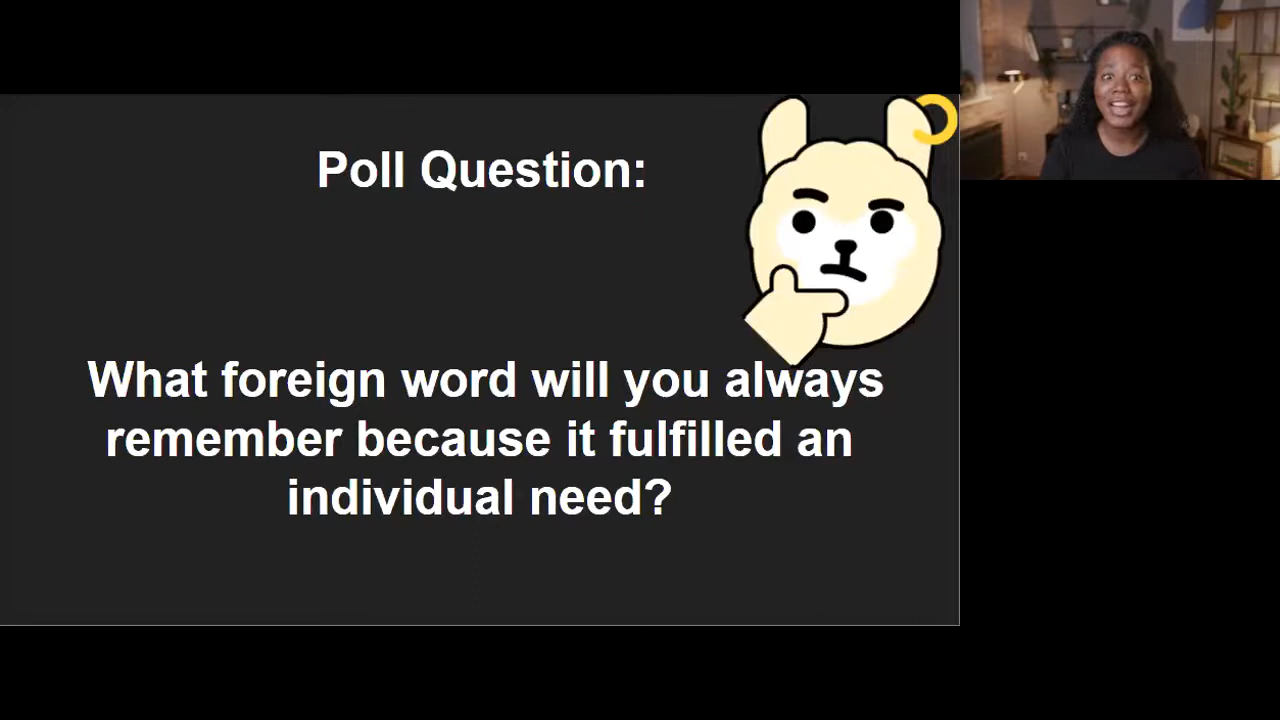 Poll Question:
What foreign word will you always
remember because it fulfilled an
individual need?